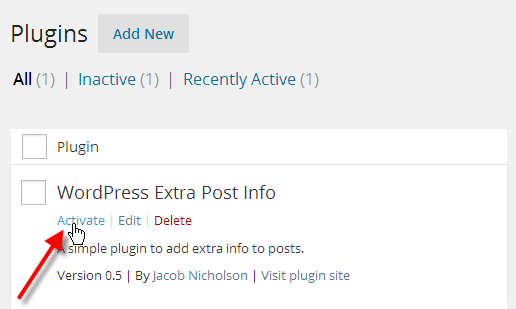 Plugins Add New
All (1) | Inactive (1) | Recently Active (1)
Plugin
WordPress Extra Post Info
Activate | Edit | Delete
A simple plugin to add extra info to posts.
Version 0.5 | By Jacob Nicholson | Visit plugin site